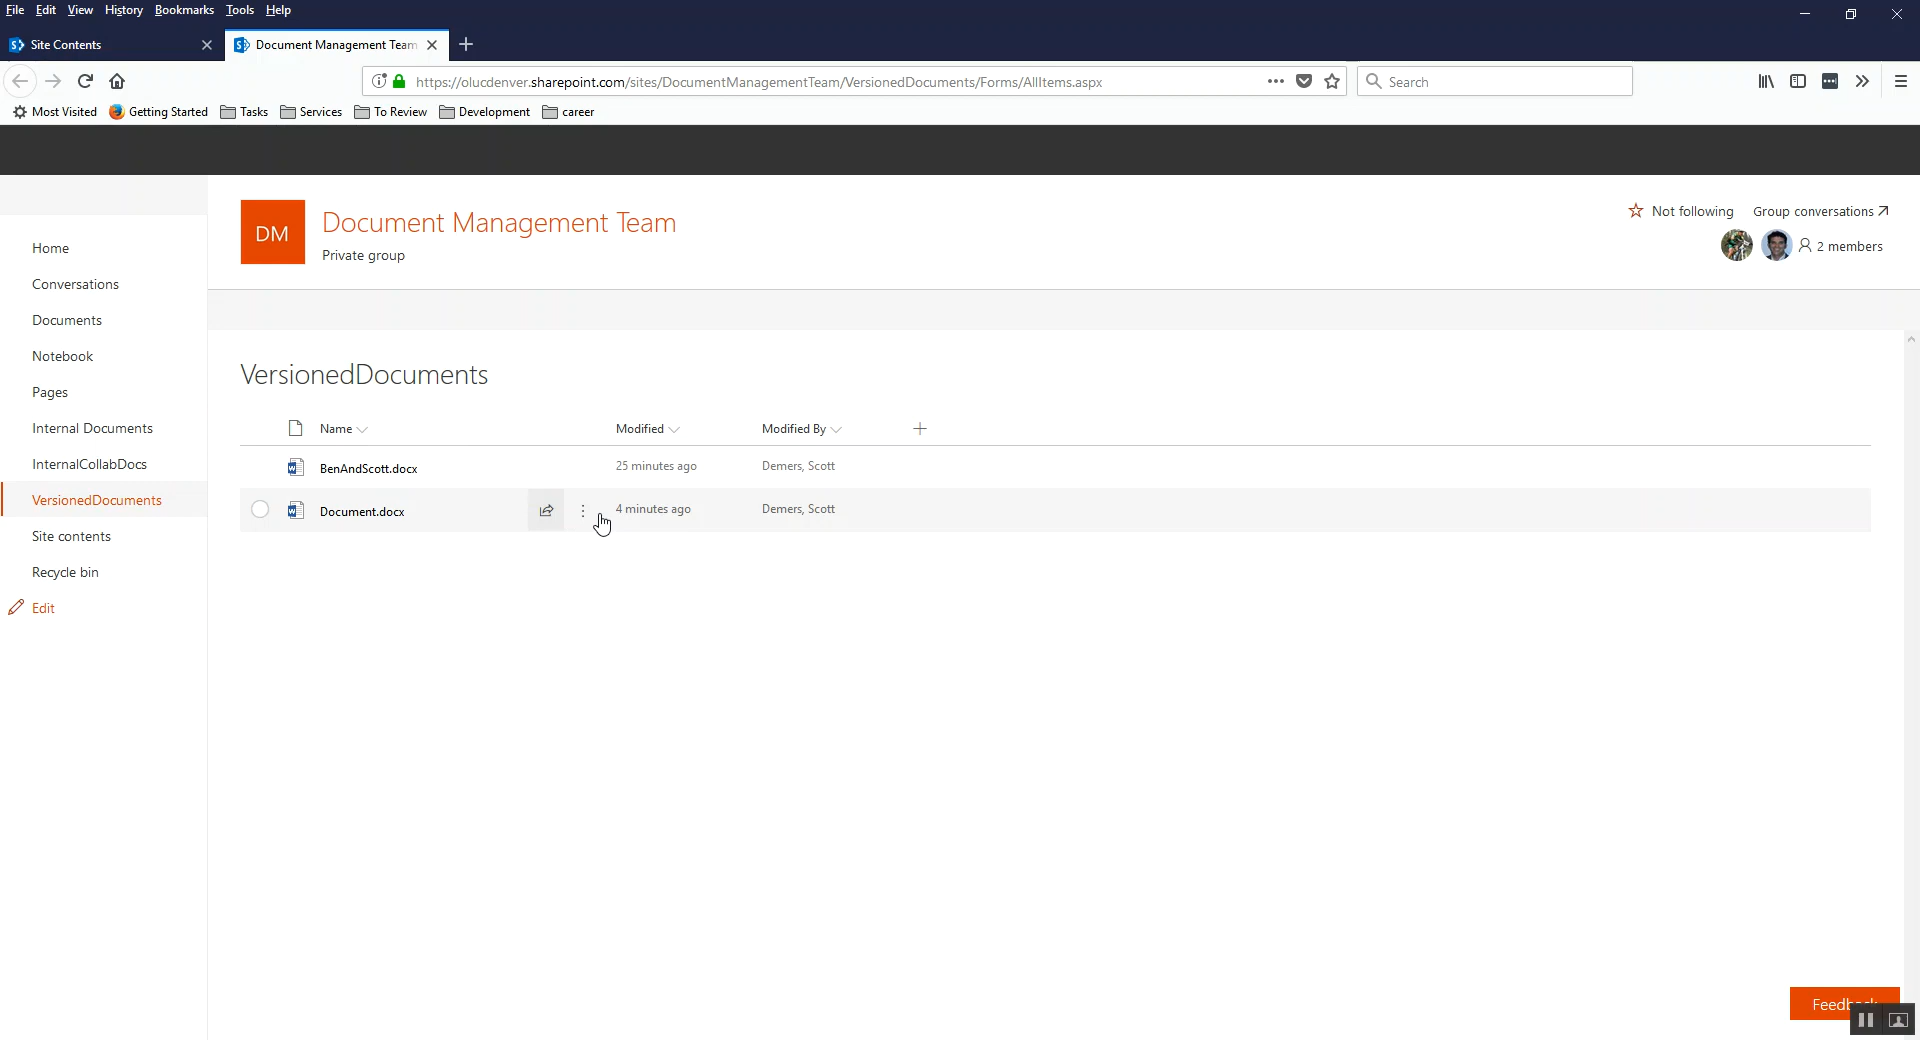 File Edit View History Bookmarks Tools Help
Site Contents
Document Management Team
https://olucdenver.sharepoint.com/sites/DocumentManagementTeam/VersionedDocuments/Forms/AllItems.aspx
Search
Most Visited Getting Started Tasks Services To Review Development career
DM
Document Management Team
Private group
Not following Group conversations
2 members
Home
Conversations
Documents
Notebook
Pages
Internal Documents
InternalCollabDocs
VersionedDocuments
Site contents
Recycle bin
Edit
VersionedDocuments
Name Modified Modified By
BenAndScott.docx 25 minutes ago Demers, Scott
Document.docx 4 minutes ago Demers, Scott